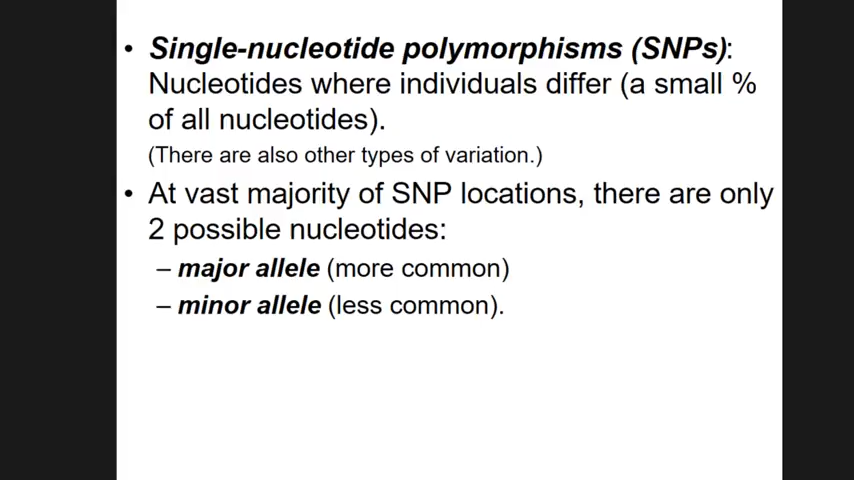 • Single-nucleotide polymorphisms (SNPs):
Nucleotides where individuals differ (a small %
of all nucleotides).
(There are also other types of variation.)
• At vast majority of SNP locations, there are only
2 possible nucleotides:
– major allele (more common)
– minor allele (less common).